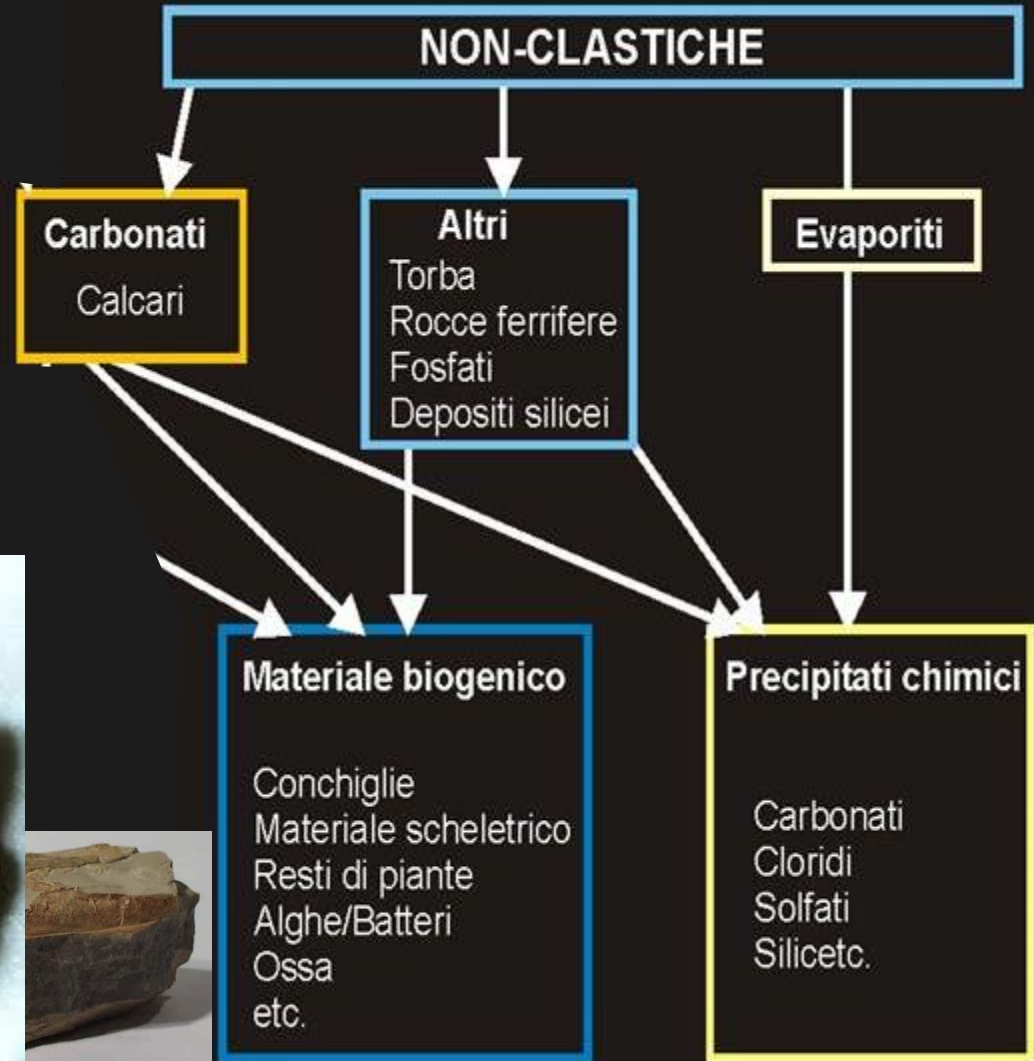 NON-CLASTICHE
Carbonati
Calcari
Altri
Torba
Rocce ferrifere
Fosfati
Depositi silicei
Evaporiti
Materiale biogenico
Conchiglie
Materiale scheletrico
Resti di piante
Alghe/Batteri
Ossa
etc.
Precipitati chimici
Carbonati
Cloridi
Solfati
Silicetc.